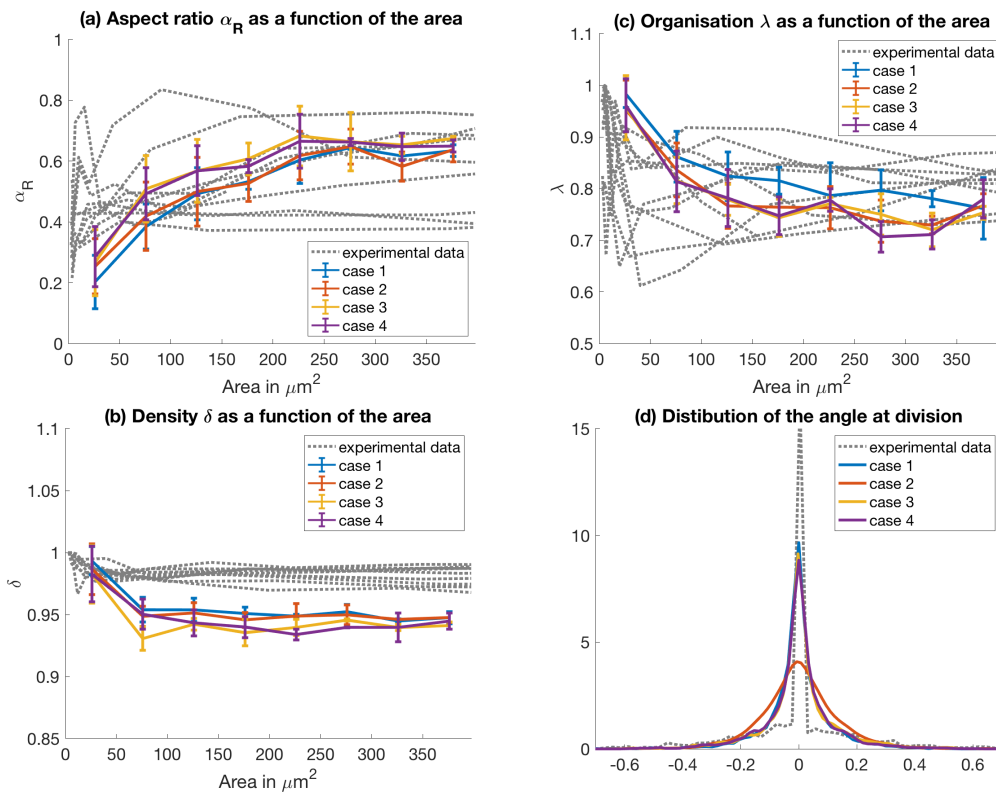 (a) Aspect ratio α_R as a function of the area
1
0.8
0.6
0.4
0.2
0
α_R
0 50 100 150 200 250 300 350
Area in μm²
experimental data
case 1
case 2
case 3
case 4
(c) Organisation λ as a function of the area
1.1
1
0.9
0.8
0.7
0.6
0.5
λ
0 50 100 150 200 250 300 350
Area in μm²
experimental data
case 1
case 2
case 3
case 4
(b) Density δ as a function of the area
1.1
1.05
1
0.95
0.9
0.85
δ
0 50 100 150 200 250 300 350
Area in μm²
experimental data
case 1
case 2
case 3
case 4
(d) Distibution of the angle at division
15
10
5
0
-0.6 -0.4 -0.2 0 0.2 0.4 0.6
experimental data
case 1
case 2
case 3
case 4